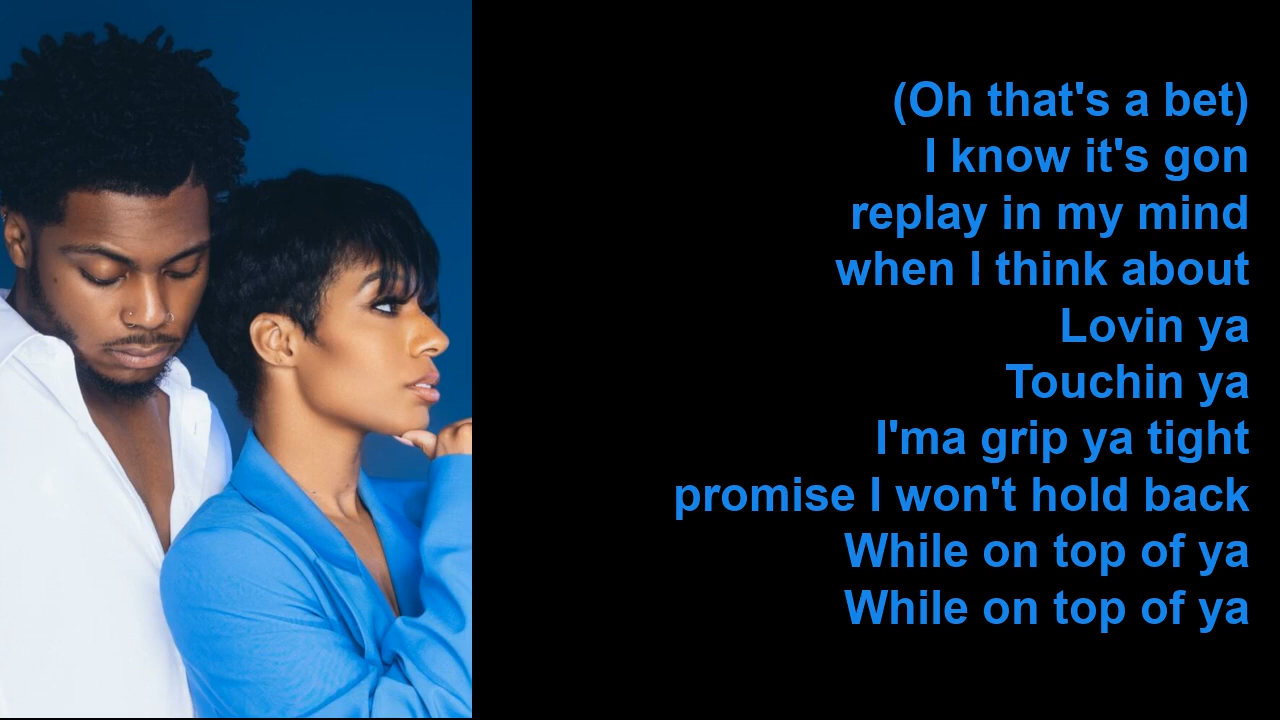 (Oh that's a bet)
I know it's gon
replay in my mind
when I think about
Lovin ya
Touchin ya
I'ma grip ya tight
promise I won't hold back
While on top of ya
While on top of ya